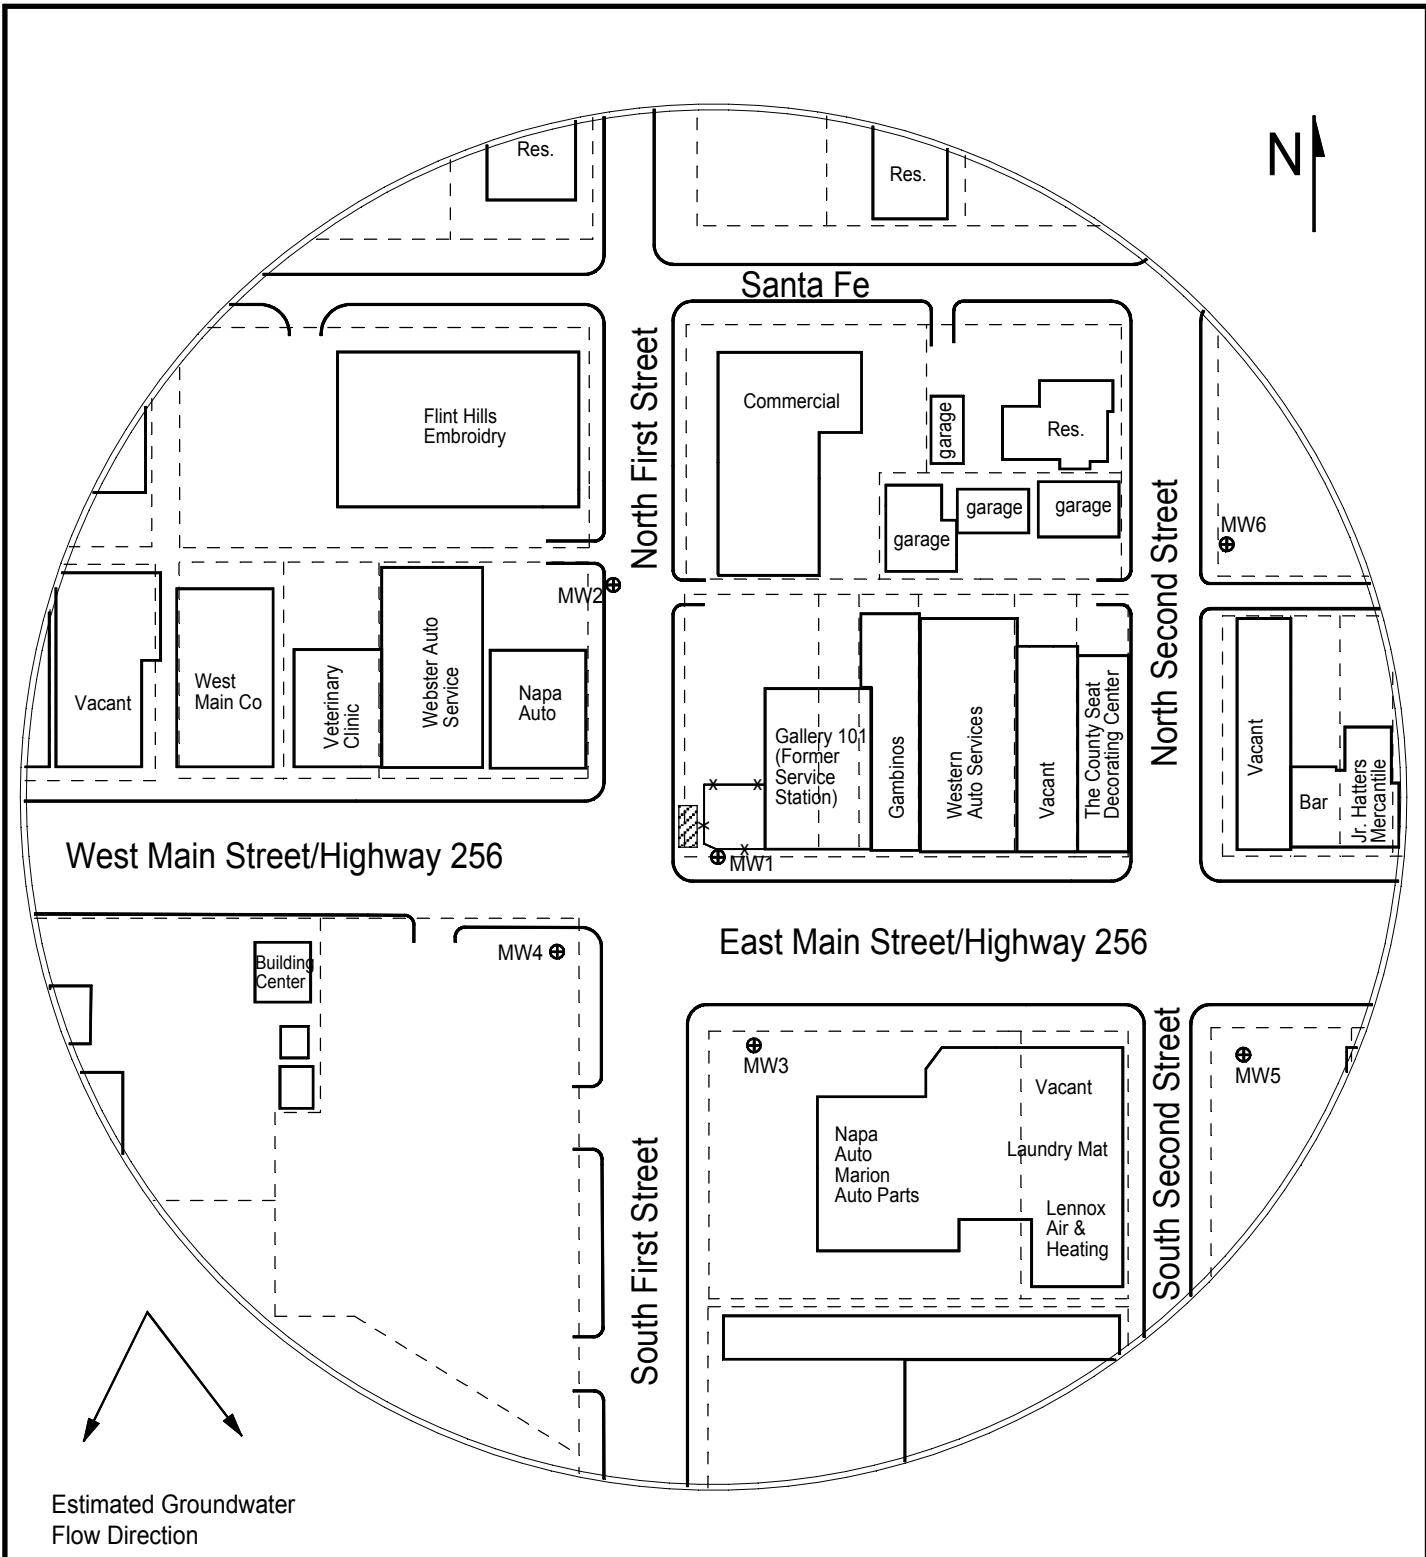 Res.
Res.
N
Santa Fe
Flint Hills
Embroidry
North First Street
Commercial
garage
Res.
garage
garage
garage
North Second Street
MW6
MW2
Vacant
West
Main Co
Veterinary
Clinic
Webster Auto
Service
Napa
Auto
Gallery 101
(Former
Service
Station)
Gambinos
Western
Auto Services
Vacant
The County Seat
Decorating Center
Vacant
Bar
Jr. Hatters
Mercantile
x x
x
x
MW1
West Main Street/Highway 256
East Main Street/Highway 256
MW4
Building
Center
MW3
MW5
Vacant
Laundry Mat
Lennox
Air &
Heating
Napa
Auto
Marion
Auto Parts
South First Street
South Second Street
Estimated Groundwater
Flow Direction